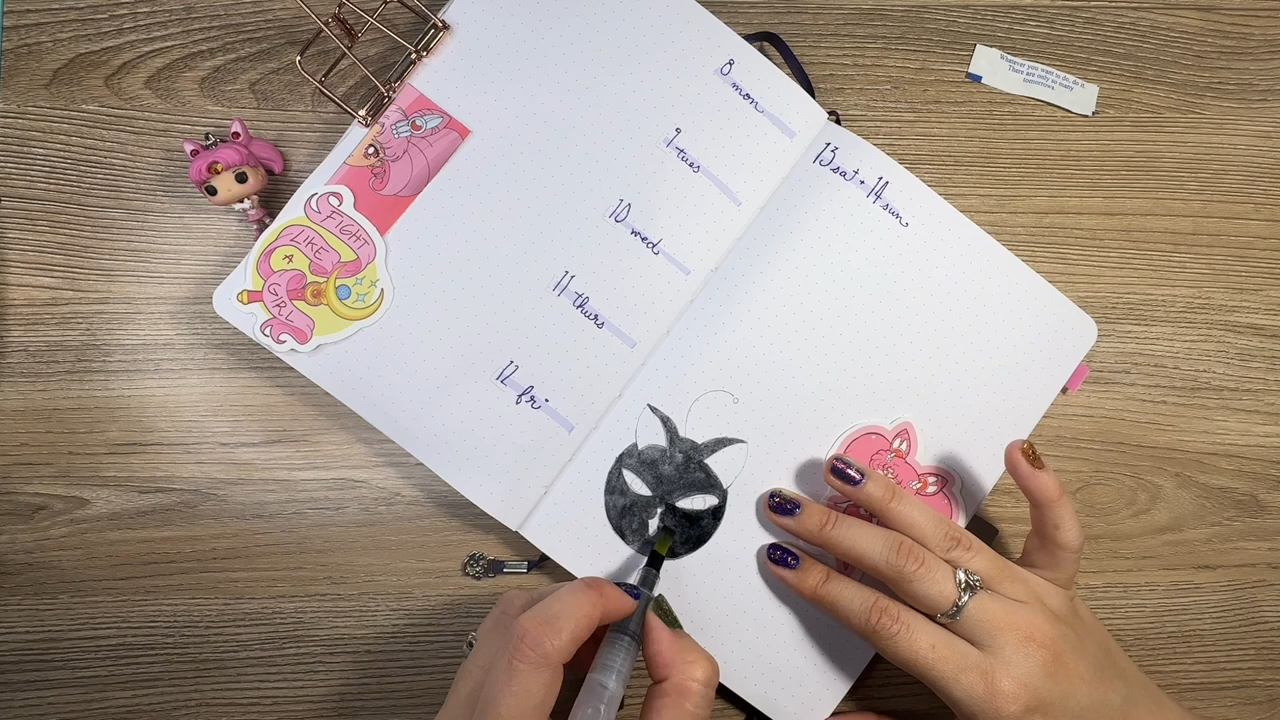 8 mon
9 tues
10 wed
11 thurs
12 fri
13 sat + 14 sun
FIGHT
LIKE
A
GIRL
Whatever you want to do, do it.
There are only so many
tomorrows.